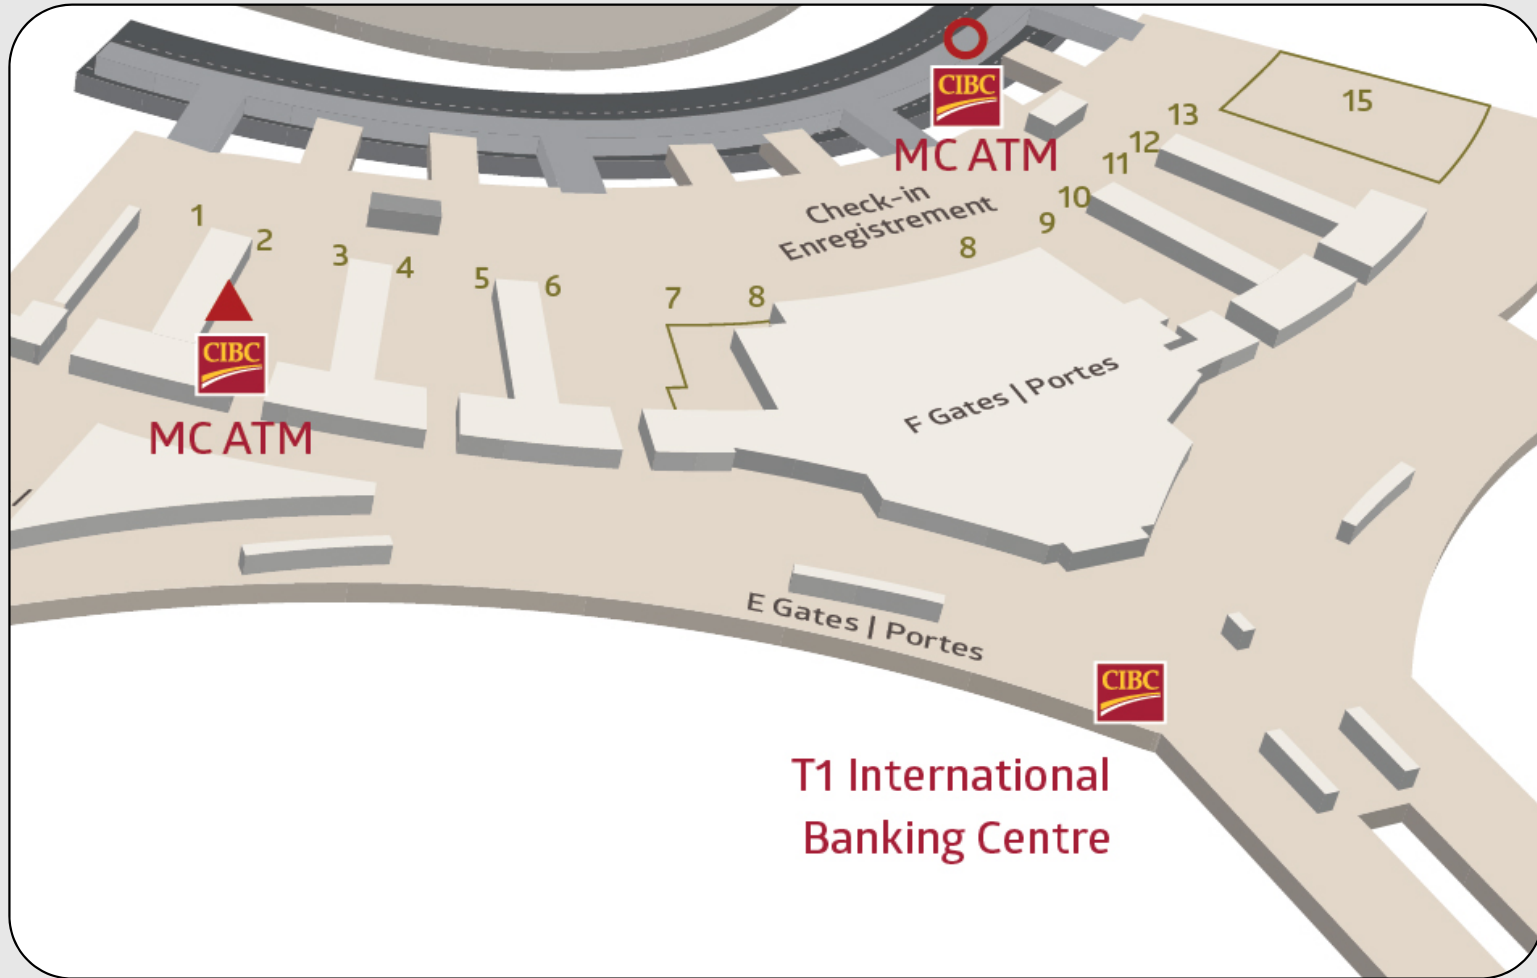 CIBC
MC ATM
15
13
12
11
10
9
8
Check-in
Enregistrement
1
2
3
4
5
6
7
8
CIBC
MC ATM
F Gates | Portes
E Gates | Portes
CIBC
T1 International
Banking Centre